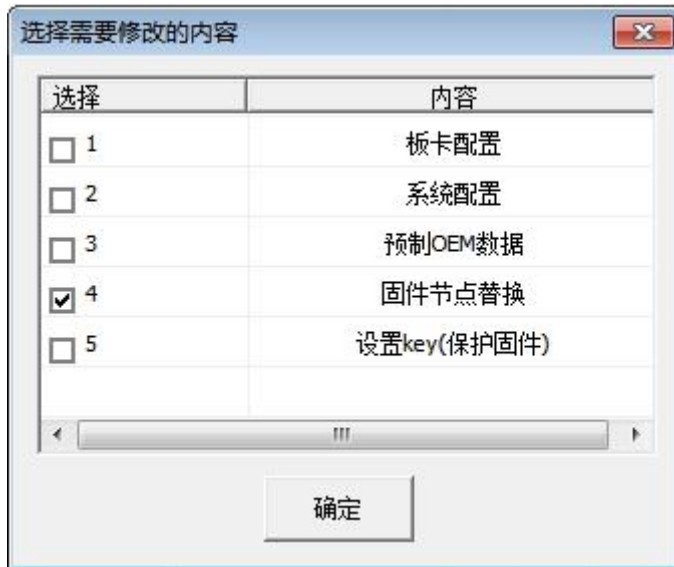 选择需要修改的内容
选择 内容
1 板卡配置
2 系统配置
3 预制OEM数据
4 固件节点替换
5 设置key(保护固件)
确定